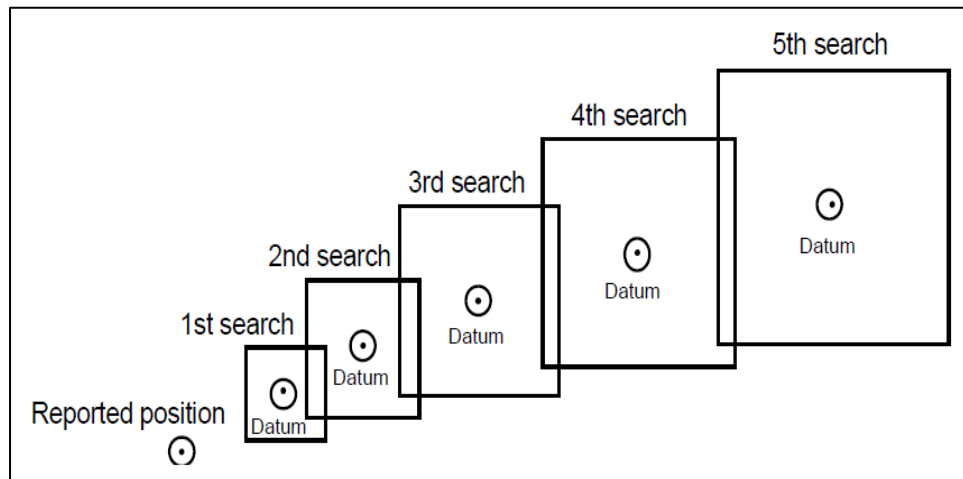 5th search
4th search
3rd search
2nd search
1st search
Reported position
Datum
Datum
Datum
Datum
Datum